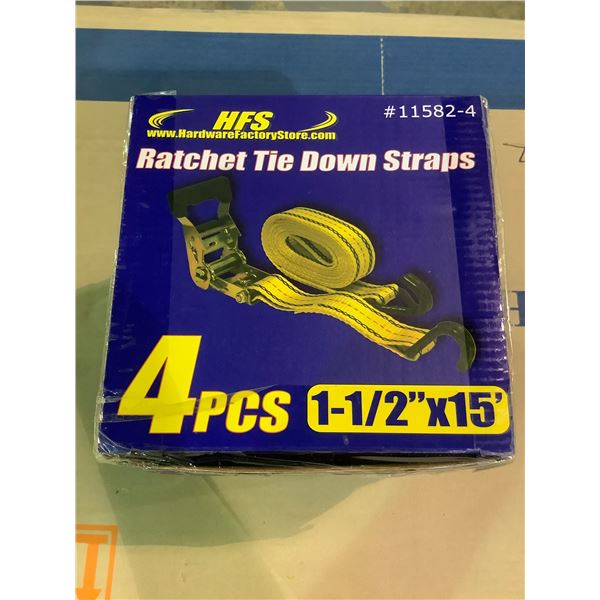 HFS
www.HardwareFactoryStore.com
#11582-4
Ratchet Tie Down Straps
4PCS
1-1/2”x15’